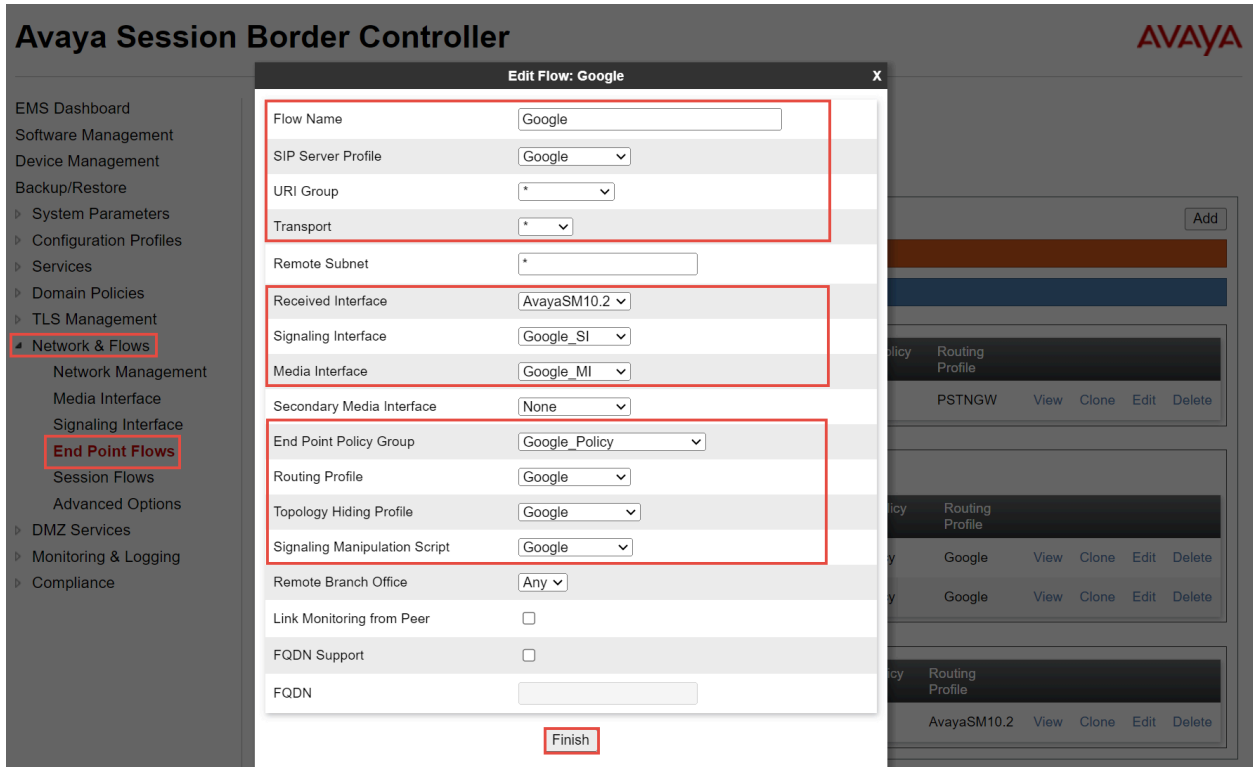 Avaya Session Border Controller
AVAYA
Edit Flow: Google
X
EMS Dashboard
Software Management
Device Management
Backup/Restore
System Parameters
Configuration Profiles
Services
Domain Policies
TLS Management
Network & Flows
Network Management
Media Interface
Signaling Interface
End Point Flows
Session Flows
Advanced Options
DMZ Services
Monitoring & Logging
Compliance
Flow Name Google
SIP Server Profile Google
URI Group *
Transport *
Remote Subnet *
Received Interface AvayaSM10.2
Signaling Interface Google_SI
Media Interface Google_MI
Secondary Media Interface None
End Point Policy Group Google_Policy
Routing Profile Google
Topology Hiding Profile Google
Signaling Manipulation Script Google
Remote Branch Office Any
Link Monitoring from Peer
FQDN Support
FQDN
Finish
Add
Routing
Profile
PSTNGW View Clone Edit Delete
Routing
Profile
Google View Clone Edit Delete
Google View Clone Edit Delete
Routing
Profile
AvayaSM10.2 View Clone Edit Delete